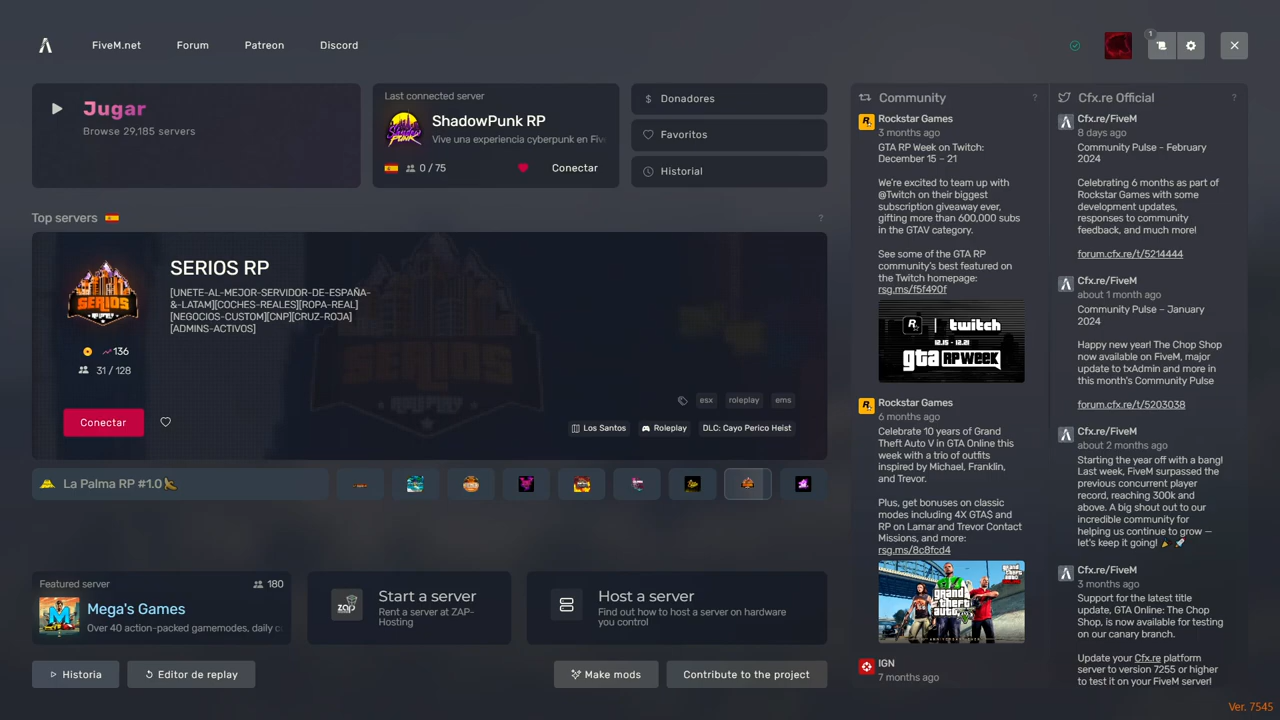 FiveM.net
Forum
Patreon
Discord
1
Jugar
Browse 29,185 servers
Last connected server
ShadowPunk RP
Vive una experiencia cyberpunk en Five
0 / 75
Conectar
Donadores
Favoritos
Historial
Top servers
?
SERIOS RP
[UNETE-AL-MEJOR-SERVIDOR-DE-ESPAÑA-
&-LATAM][COCHES-REALES][ROPA-REAL]
[NEGOCIOS-CUSTOM][CNP][CRUZ-ROJA]
[ADMINS-ACTIVOS]
SERIOS
136
31 / 128
Conectar
esx
roleplay
ems
Los Santos
Roleplay
DLC: Cayo Perico Heist
La Palma RP #1.0
Featured server
180
Mega's Games
Over 40 action-packed gamemodes, daily c
ZAP
Start a server
Rent a server at ZAP-
Hosting
Host a server
Find out how to host a server on hardware
you control
Historia
Editor de replay
Make mods
Contribute to the project
Community
?
Rockstar Games
3 months ago
GTA RP Week on Twitch:
December 15 – 21
We're excited to team up with
@Twitch on their biggest
subscription giveaway ever,
gifting more than 600,000 subs
in the GTAV category.
See some of the GTA RP
community's best featured on
the Twitch homepage:
rsg.ms/f5f490f
twitch
12.15 - 12.21
gta RP WEEK
Rockstar Games
6 months ago
Celebrate 10 years of Grand
Theft Auto V in GTA Online this
week with a trio of outfits
inspired by Michael, Franklin,
and Trevor.
Plus, get bonuses on classic
modes including 4X GTA$ and
RP on Lamar and Trevor Contact
Missions, and more:
rsg.ms/8c8fcd4
grand
theft
auto
IGN
7 months ago
Cfx.re Official
?
Cfx.re/FiveM
8 days ago
Community Pulse - February
2024
Celebrating 6 months as part of
Rockstar Games with some
development updates,
responses to community
feedback, and much more!
forum.cfx.re/t/5214444
Cfx.re/FiveM
about 1 month ago
Community Pulse – January
2024
Happy new year! The Chop Shop
now available on FiveM, major
update to txAdmin and more in
this month's Community Pulse
forum.cfx.re/t/5203038
Cfx.re/FiveM
about 2 months ago
Starting the year off with a bang!
Last week, FiveM surpassed the
previous concurrent player
record, reaching 300k and
above. A big shout out to our
incredible community for
helping us continue to grow —
let's keep it going!
Cfx.re/FiveM
3 months ago
Support for the latest title
update, GTA Online: The Chop
Shop, is now available for testing
on our canary branch.
Update your Cfx.re platform
server to version 7255 or higher
to test it on your FiveM server!
Ver. 7545